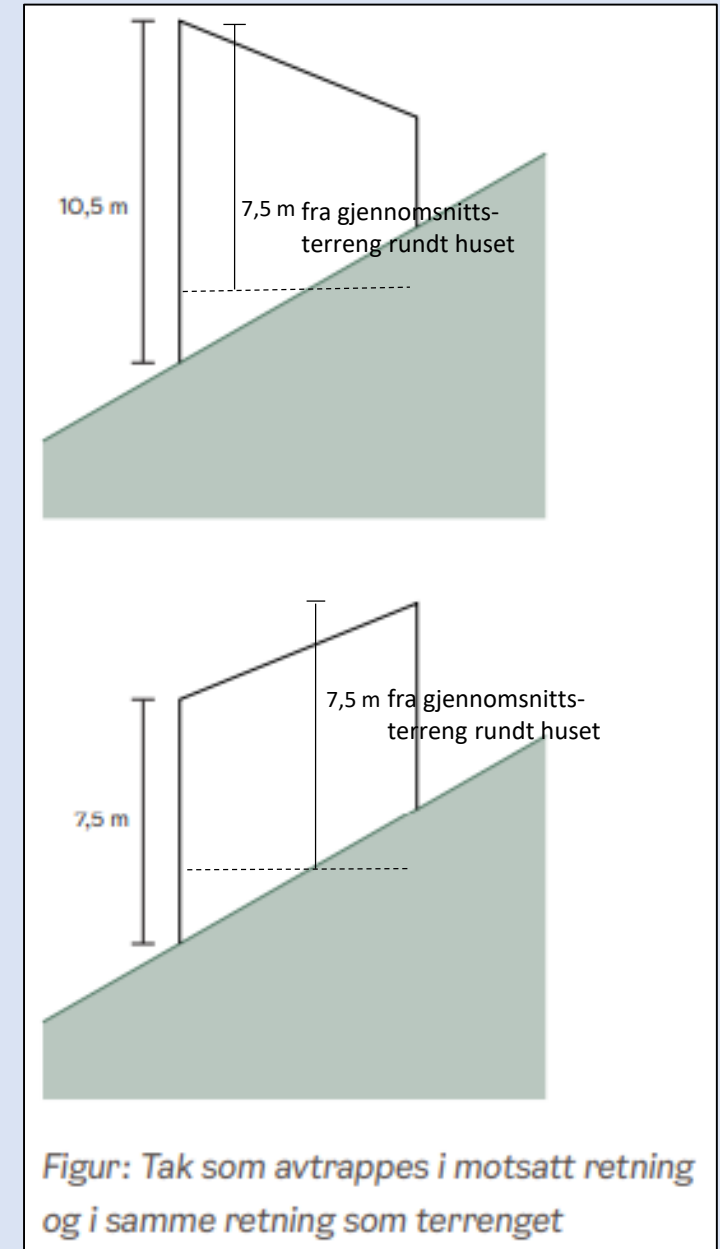 10,5 m
7,5 m fra gjennomsnitts-
terreng rundt huset
7,5 m fra gjennomsnitts-
terreng rundt huset
7,5 m
Figur: Tak som avtrappes i motsatt retning
og i samme retning som terrenget